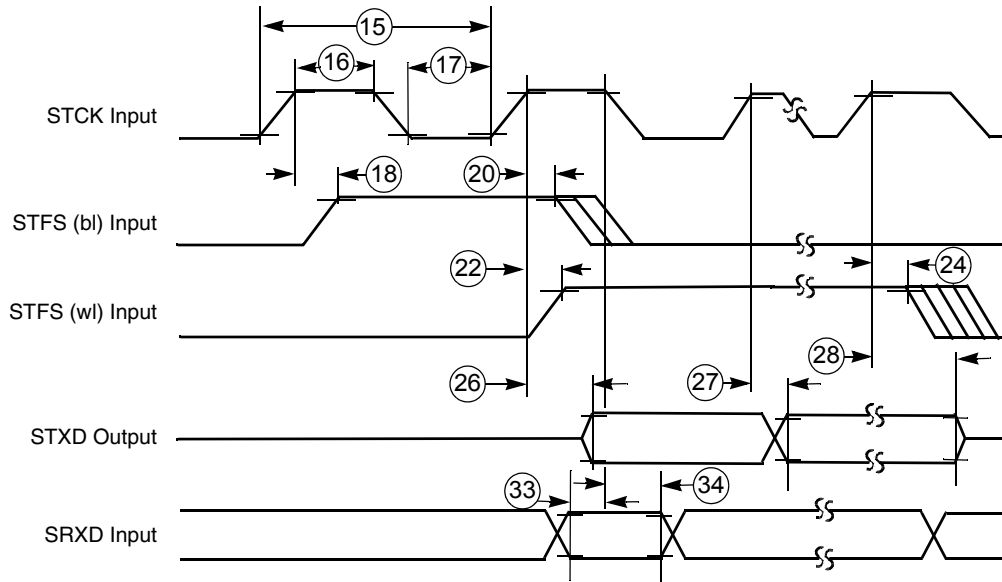 15
16
17
STCK Input
18
20
STFS (bl) Input
22
24
STFS (wl) Input
26
27
28
STXD Output
33
34
SRXD Input